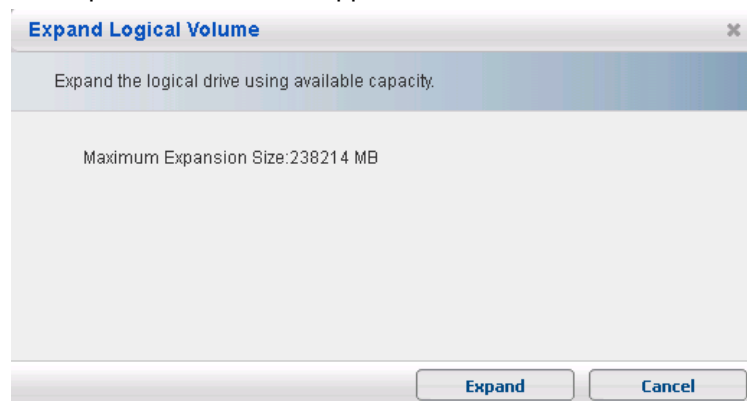 Expand Logical Volume
Expand the logical drive using available capacity.
Maximum Expansion Size:238214 MB
Expand Cancel